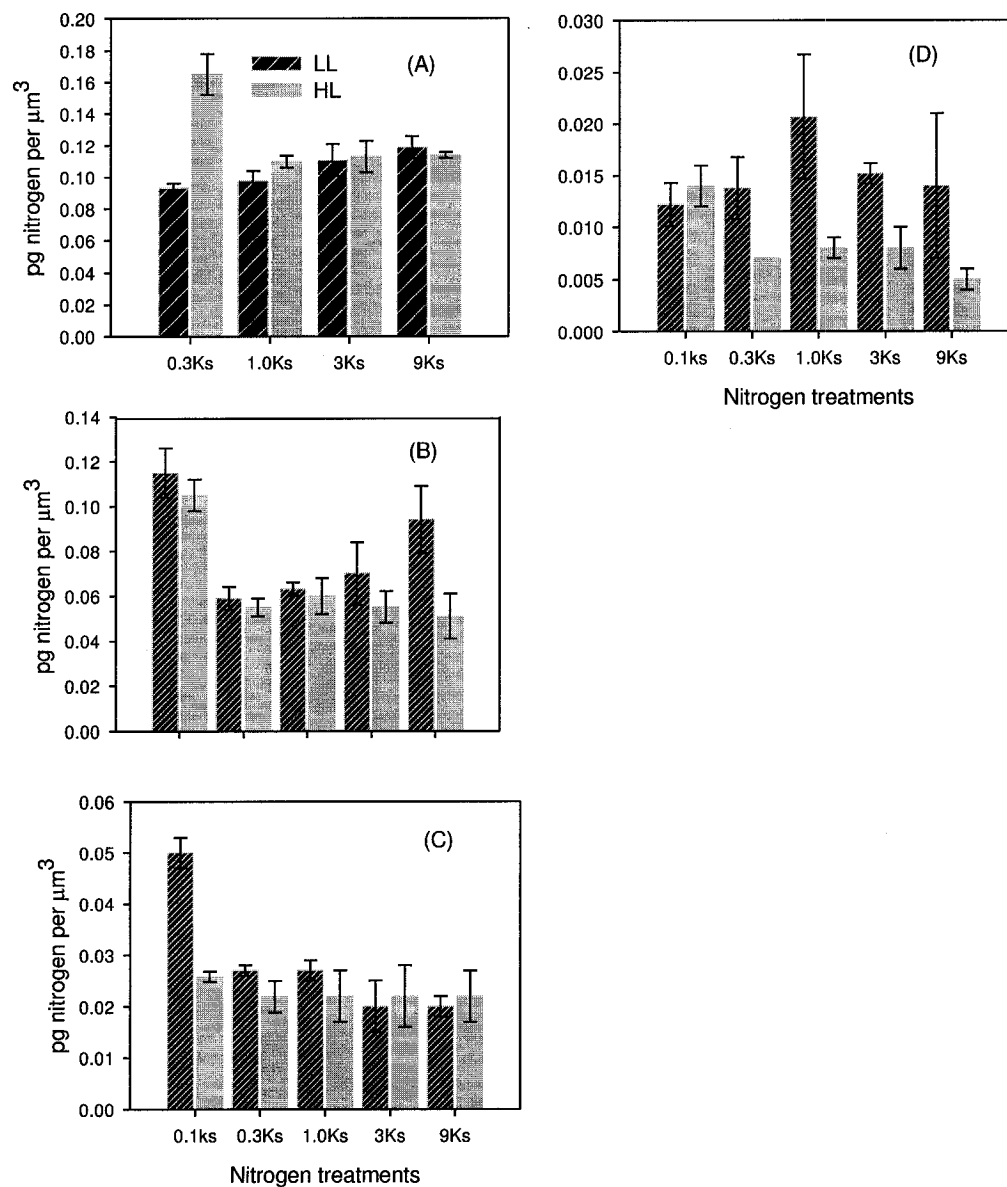 pg nitrogen per μm³
0.20
0.18
0.16
0.14
0.12
0.10
0.08
0.06
0.04
0.02
0.00
LL
HL
(A)
0.3Ks 1.0Ks 3Ks 9Ks
0.030
0.025
0.020
0.015
0.010
0.005
0.000
(D)
0.1ks 0.3Ks 1.0Ks 3Ks 9Ks
Nitrogen treatments
pg nitrogen per μm³
0.14
0.12
0.10
0.08
0.06
0.04
0.02
0.00
(B)
pg nitrogen per μm³
0.06
0.05
0.04
0.03
0.02
0.01
0.00
(C)
0.1ks 0.3Ks 1.0Ks 3Ks 9Ks
Nitrogen treatments